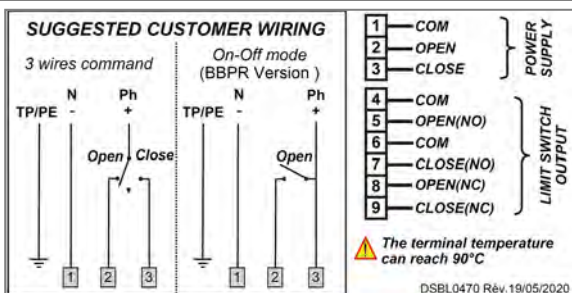 SUGGESTED CUSTOMER WIRING
3 wires command
N Ph
TP/PE - +
Open Close
1 2 3
On-Off mode
(BBPR Version )
N Ph
TP/PE - +
Open
1 2 3
1 COM
2 OPEN
3 CLOSE
POWER
SUPPLY
4 COM
5 OPEN(NO)
6 COM
7 CLOSE(NO)
8 OPEN(NC)
9 CLOSE(NC)
LIMIT SWITCH
OUTPUT
The terminal temperature
can reach 90°C
DSBL0470 Rév.19/05/2020